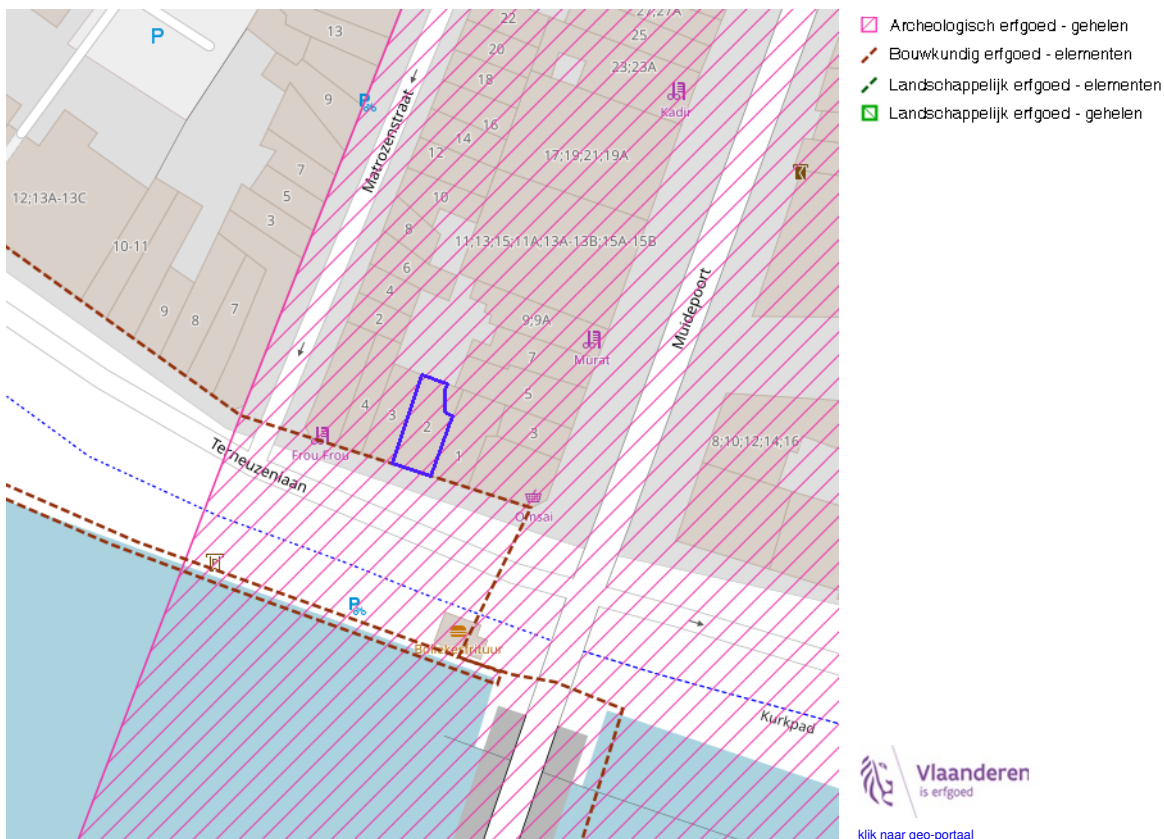 22
27;27A
13
20
25
P
18
23;23A
9
P
Kadir
16
14
Matrozenstraat
12
17;19;21,19A
7
12;13A-13C
5
10
3
8
11,13;15;11A;13A-13B;15A-15B
10-11
6
4
2
9
8
7
9;9A
Muidepoort
Murat
7
5
4
3
2
3
1
8;10;12;14,16
Frou Frou
Terneuzenlaan
Omsai
P
P
Bollekesfrituur
Kurkpad
Archeologisch erfgoed - gehelen
Bouwkundig erfgoed - elementen
Landschappelijk erfgoed - elementen
Landschappelijk erfgoed - gehelen
Vlaanderen
is erfgoed
klik naar geo-portaal